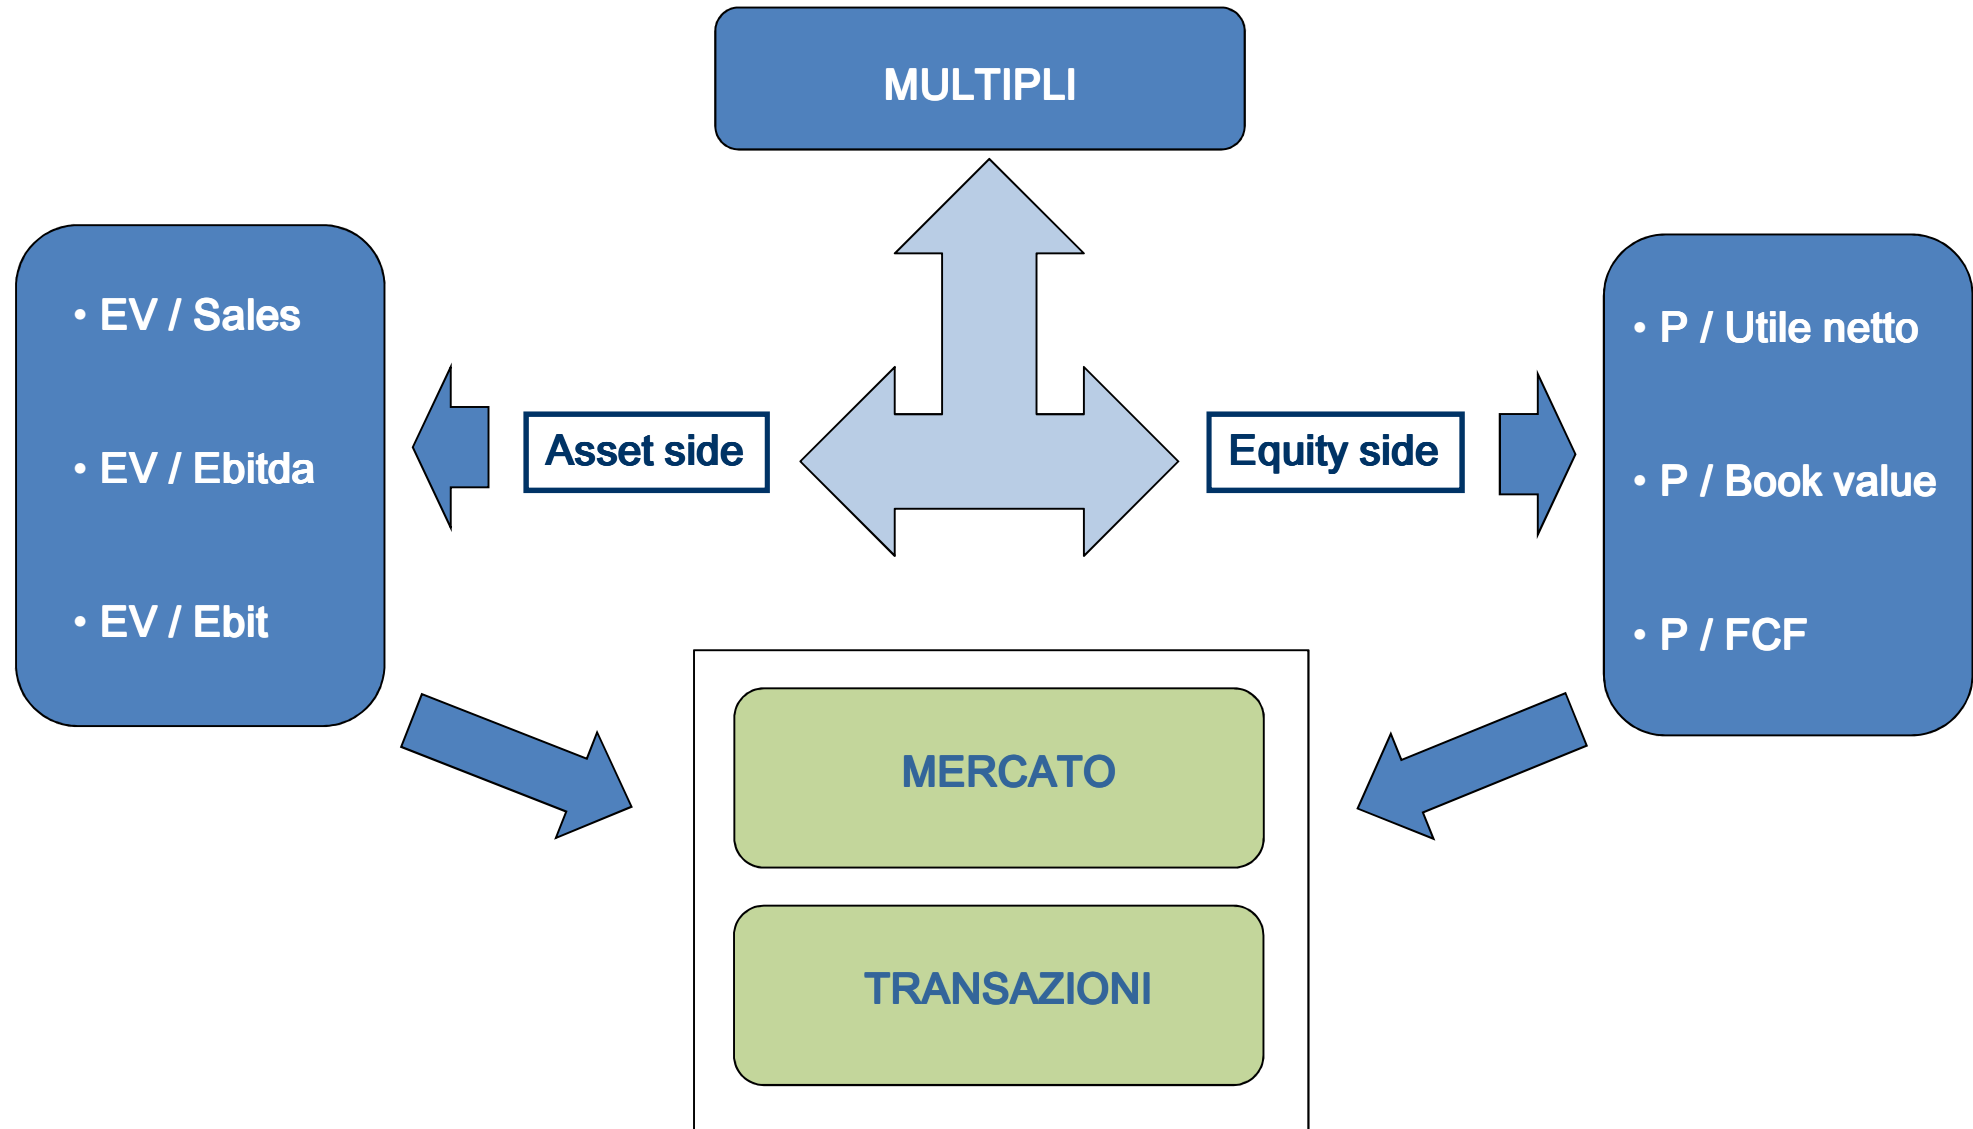 MULTIPLI
• EV / Sales
• EV / Ebitda
• EV / Ebit
Asset side
Equity side
• P / Utile netto
• P / Book value
• P / FCF
MERCATO
TRANSAZIONI